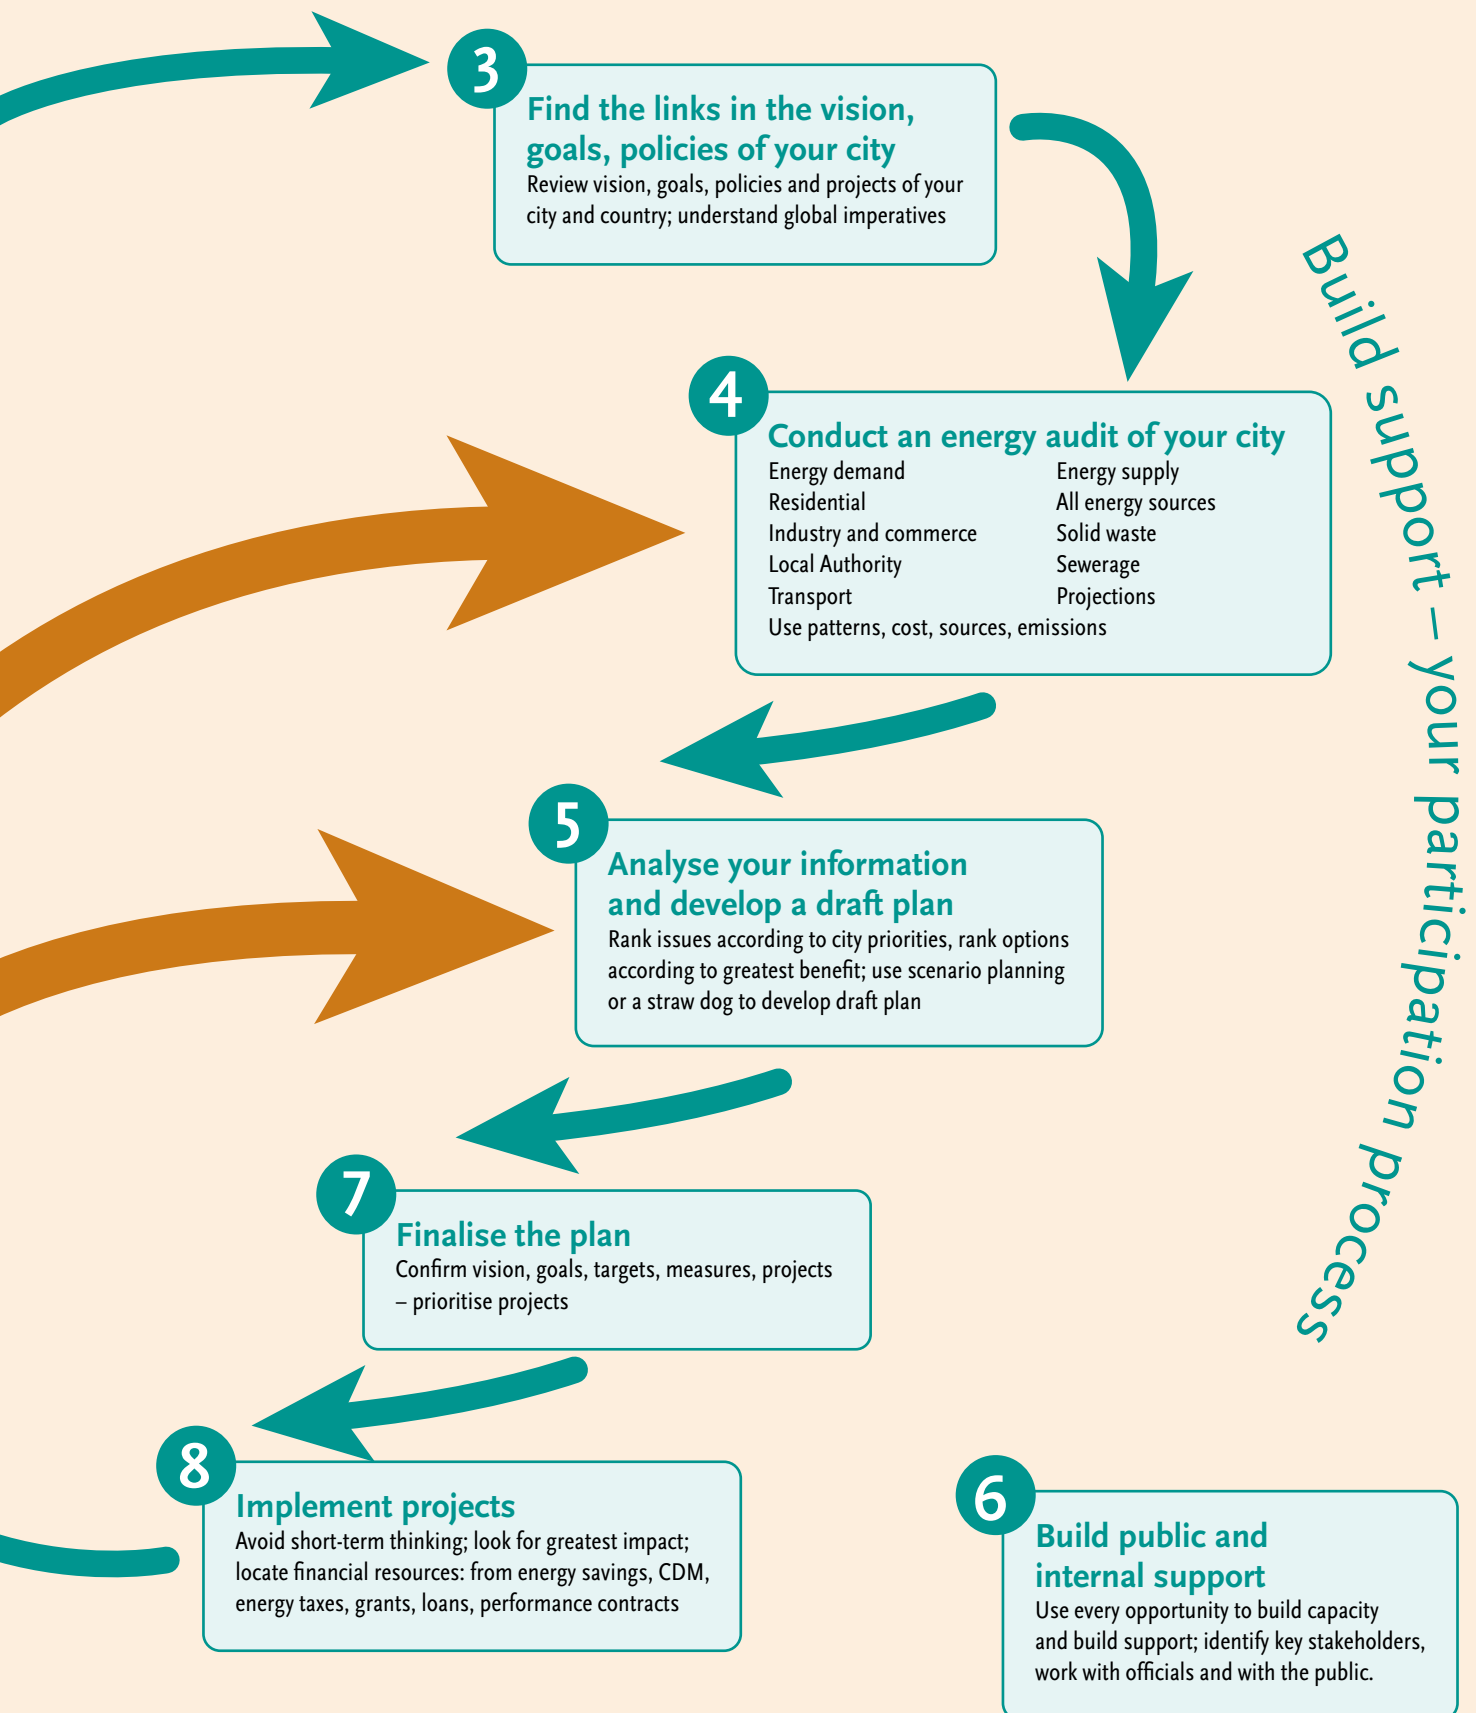 3
Find the links in the vision,
goals, policies of your city
Review vision, goals, policies and projects of your
city and country; understand global imperatives
4
Conduct an energy audit of your city
Energy demand
Residential
Industry and commerce
Local Authority
Transport
Energy supply
All energy sources
Solid waste
Sewerage
Projections
Use patterns, cost, sources, emissions
5
Analyse your information
and develop a draft plan
Rank issues according to city priorities, rank options
according to greatest benefit; use scenario planning
or a straw dog to develop draft plan
7
Finalise the plan
Confirm vision, goals, targets, measures, projects
– prioritise projects
8
Implement projects
Avoid short-term thinking; look for greatest impact;
locate financial resources: from energy savings, CDM,
energy taxes, grants, loans, performance contracts
6
Build public and
internal support
Use every opportunity to build capacity
and build support; identify key stakeholders,
work with officials and with the public.
Build support – your participation process